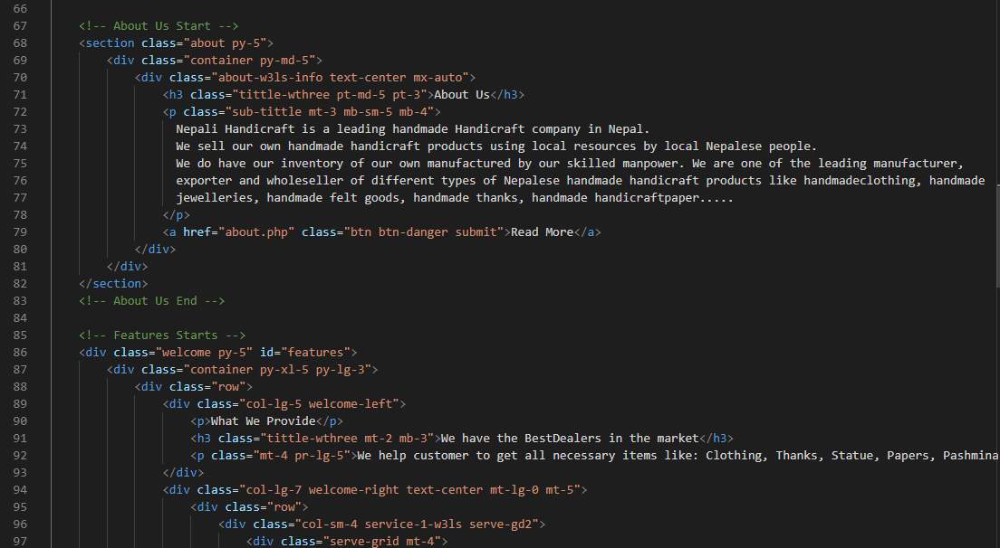 66
67 <!-- About Us Start -->
68 <section class="about py-5">
69 <div class="container py-md-5">
70 <div class="about-w3ls-info text-center mx-auto">
71 <h3 class="tittle-wthree pt-md-5 pt-3">About Us</h3>
72 <p class="sub-tittle mt-3 mb-sm-5 mb-4">
73 Nepali Handicraft is a leading handmade Handicraft company in Nepal.
74 We sell our own handmade handicraft products using local resources by local Nepalese people.
75 We do have our inventory of our own manufactured by our skilled manpower. We are one of the leading manufacturer,
76 exporter and wholeseller of different types of Nepalese handmade handicraft products like handmadeclothing, handmade
77 jewelleries, handmade felt goods, handmade thanks, handmade handicraftpaper.....
78 </p>
79 <a href="about.php" class="btn btn-danger submit">Read More</a>
80 </div>
81 </div>
82 </section>
83 <!-- About Us End -->
84
85 <!-- Features Starts -->
86 <div class="welcome py-5" id="features">
87 <div class="container py-xl-5 py-lg-3">
88 <div class="row">
89 <div class="col-lg-5 welcome-left">
90 <p>What We Provide</p>
91 <h3 class="tittle-wthree mt-2 mb-3">We have the BestDealers in the market</h3>
92 <p class="mt-4 pr-lg-5">We help customer to get all necessary items like: Clothing, Thanks, Statue, Papers, Pashmina
93 </div>
94 <div class="col-lg-7 welcome-right text-center mt-lg-0 mt-5">
95 <div class="row">
96 <div class="col-sm-4 service-1-w3ls serve-gd2">
97 <div class="serve-grid mt-4">